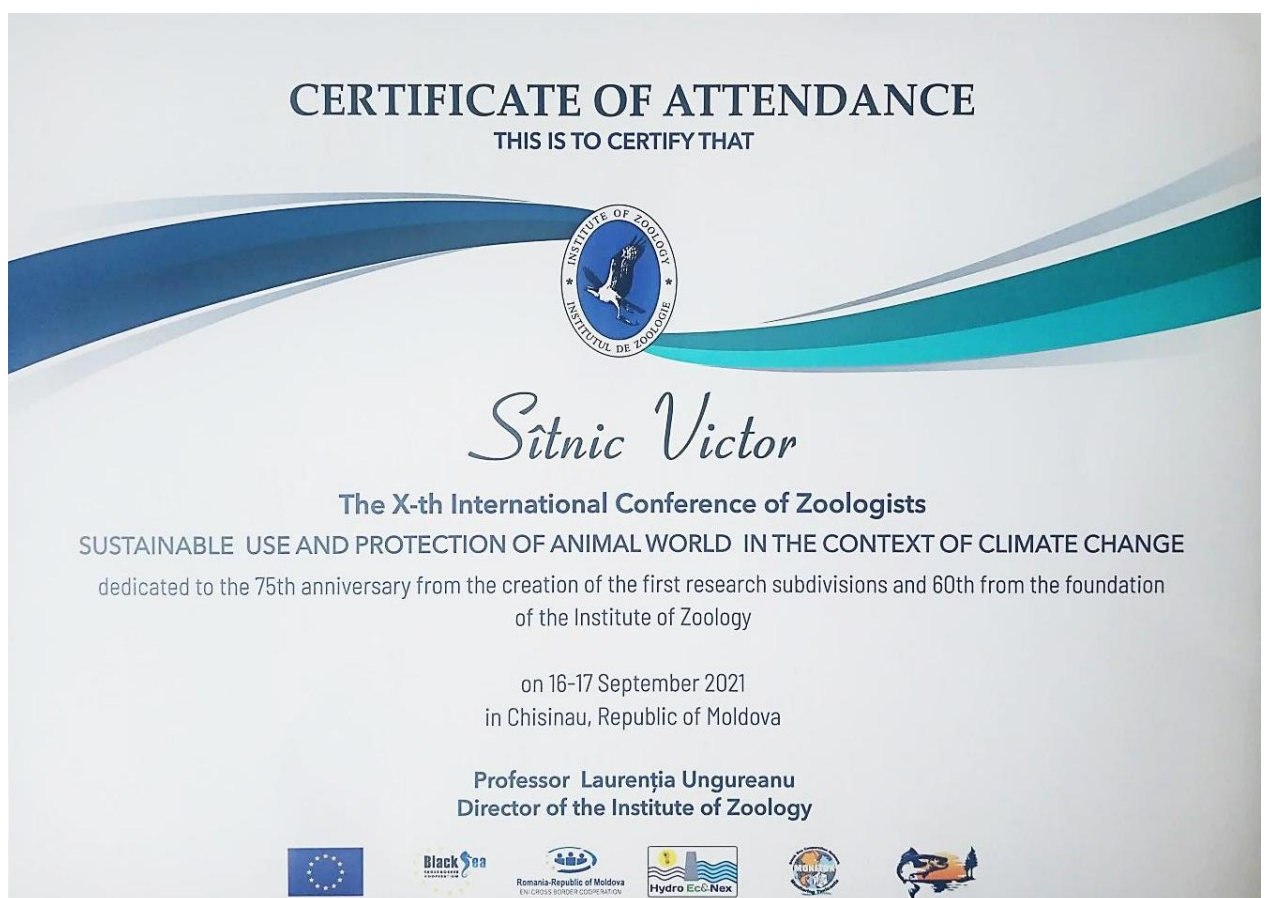 CERTIFICATE OF ATTENDANCE
THIS IS TO CERTIFY THAT
INSTITUTE OF ZOOLOGY
INSTITUTUL DE ZOOLOGIE
Sîtnic Victor
The X-th International Conference of Zoologists
SUSTAINABLE USE AND PROTECTION OF ANIMAL WORLD IN THE CONTEXT OF CLIMATE CHANGE
dedicated to the 75th anniversary from the creation of the first research subdivisions and 60th from the foundation
of the Institute of Zoology
on 16-17 September 2021
in Chisinau, Republic of Moldova
Professor Laurenția Ungureanu
Director of the Institute of Zoology
Black Sea
CROSSBORDER
COOPERATION
Romania-Republic of Moldova
ENI-CROSS BORDER COOPERATION
Hydro Ec&Nex
MONITOX